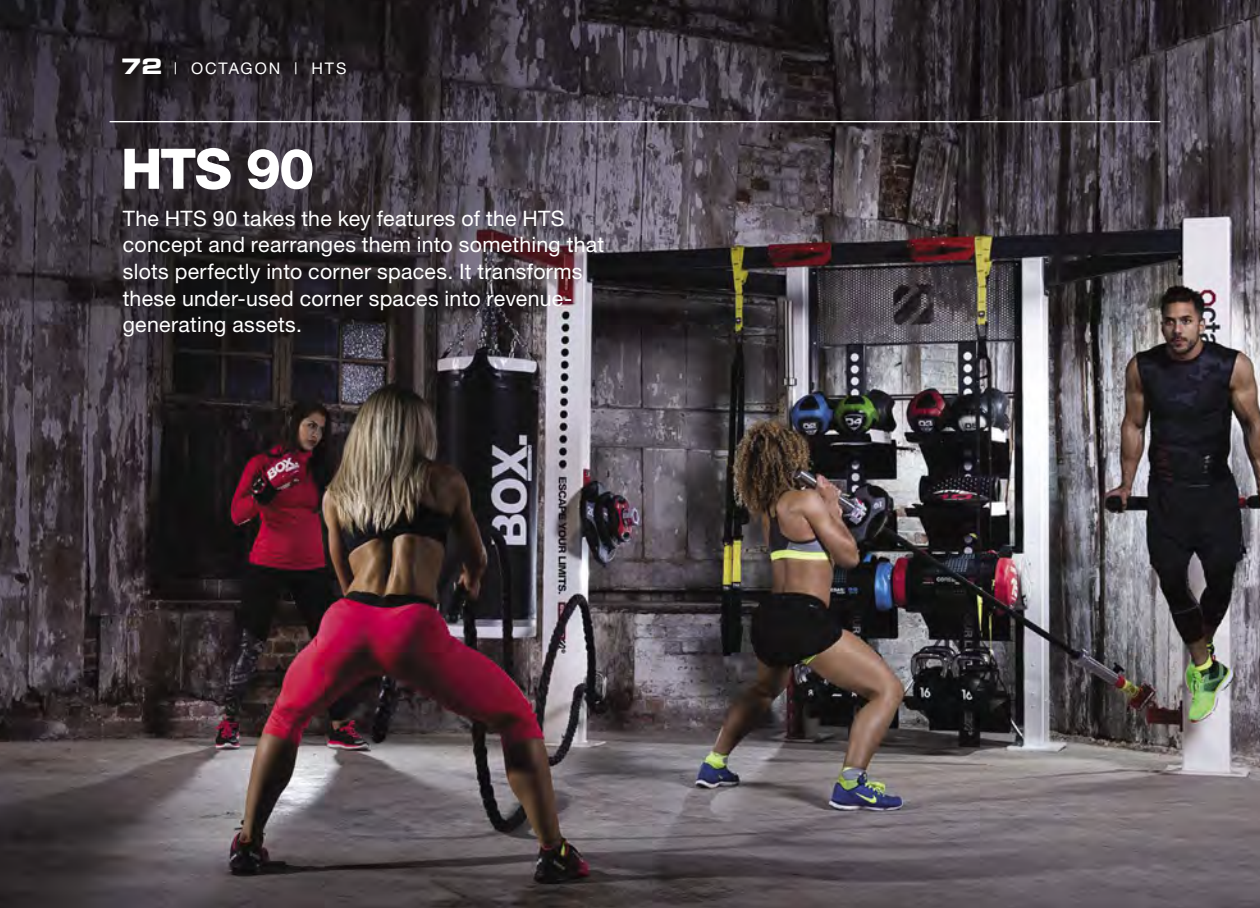 72 | OCTAGON | HTS
HTS 90
The HTS 90 takes the key features of the HTS
concept and rearranges them into something that
slots perfectly into corner spaces. It transforms
these under-used corner spaces into revenue-
generating assets.
octa
BOX.
BOX.
ESCAPE YOUR LIMITS.
04
16
16